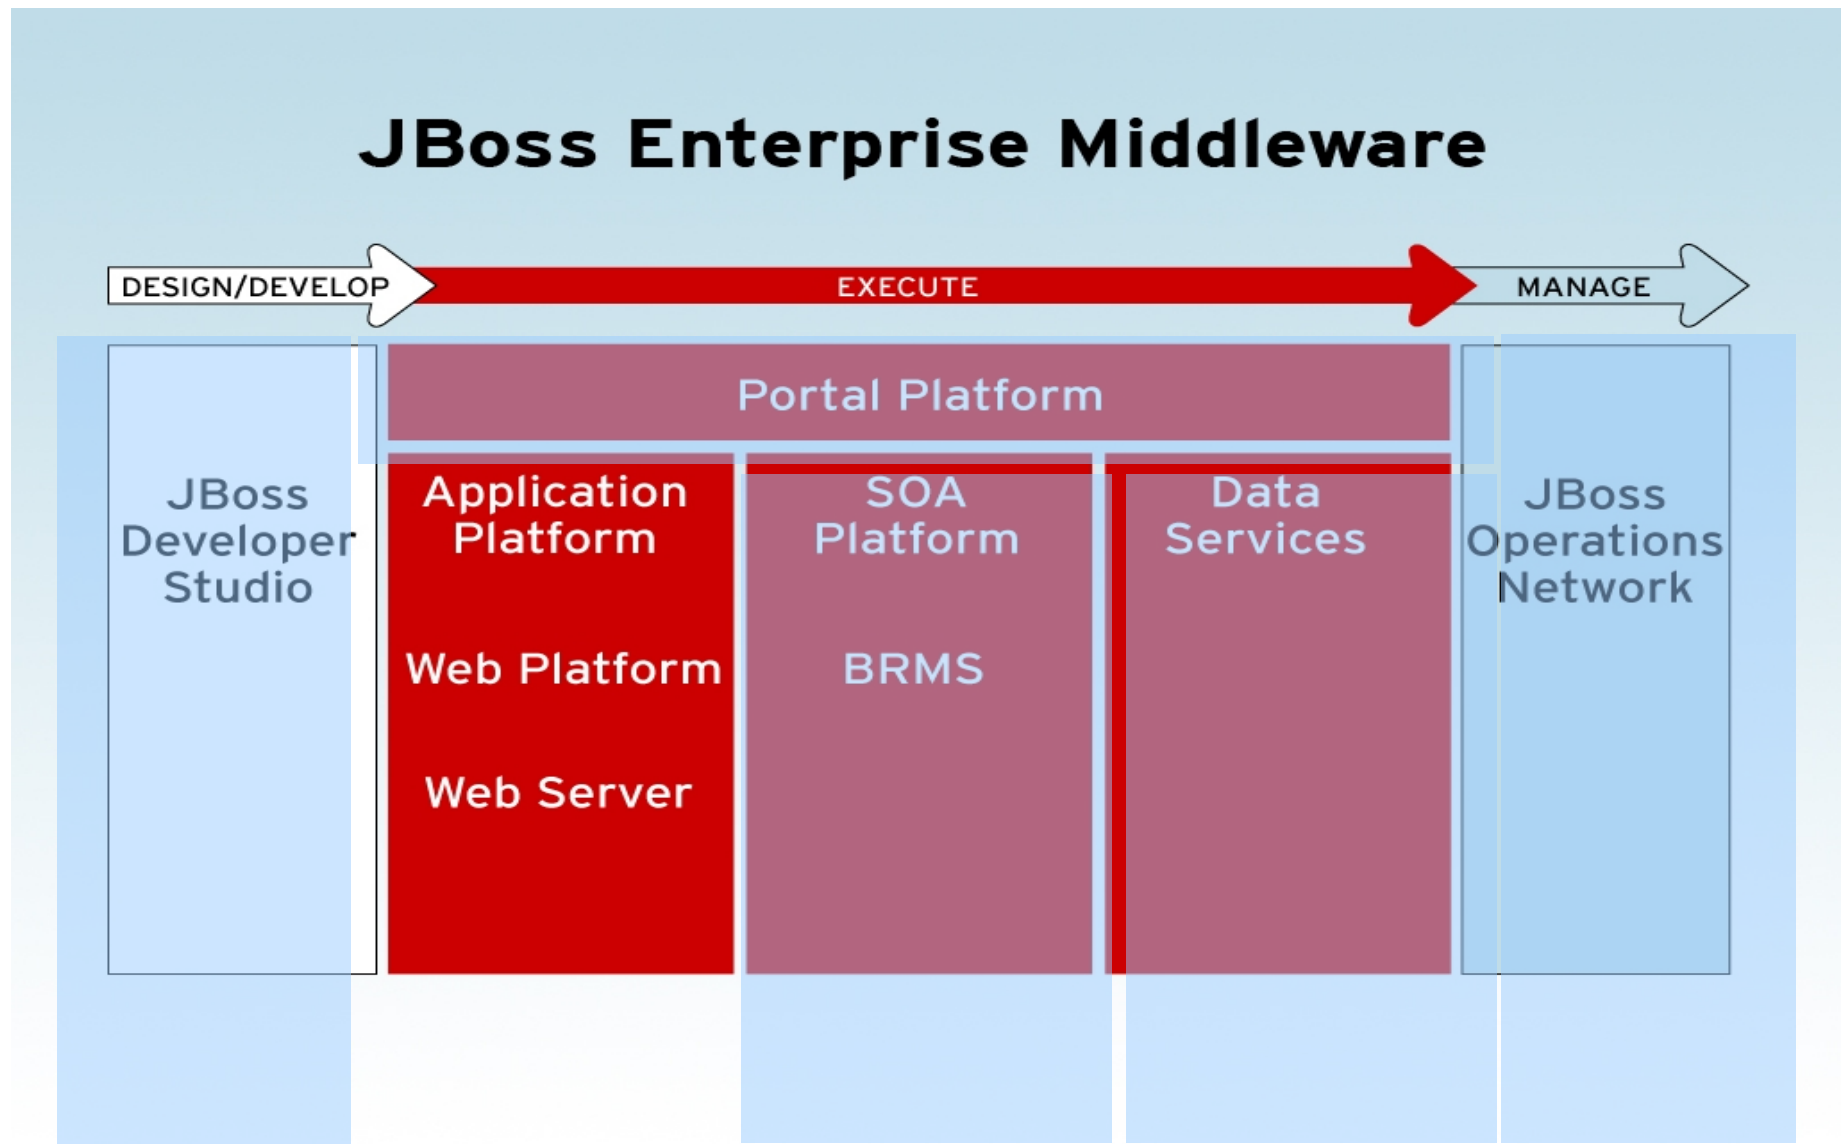 JBoss Enterprise Middleware
DESIGN/DEVELOP
EXECUTE
MANAGE
Portal Platform
JBoss
Developer
Studio
Application
Platform
Web Platform
Web Server
SOA
Platform
BRMS
Data
Services
JBoss
Operations
Network